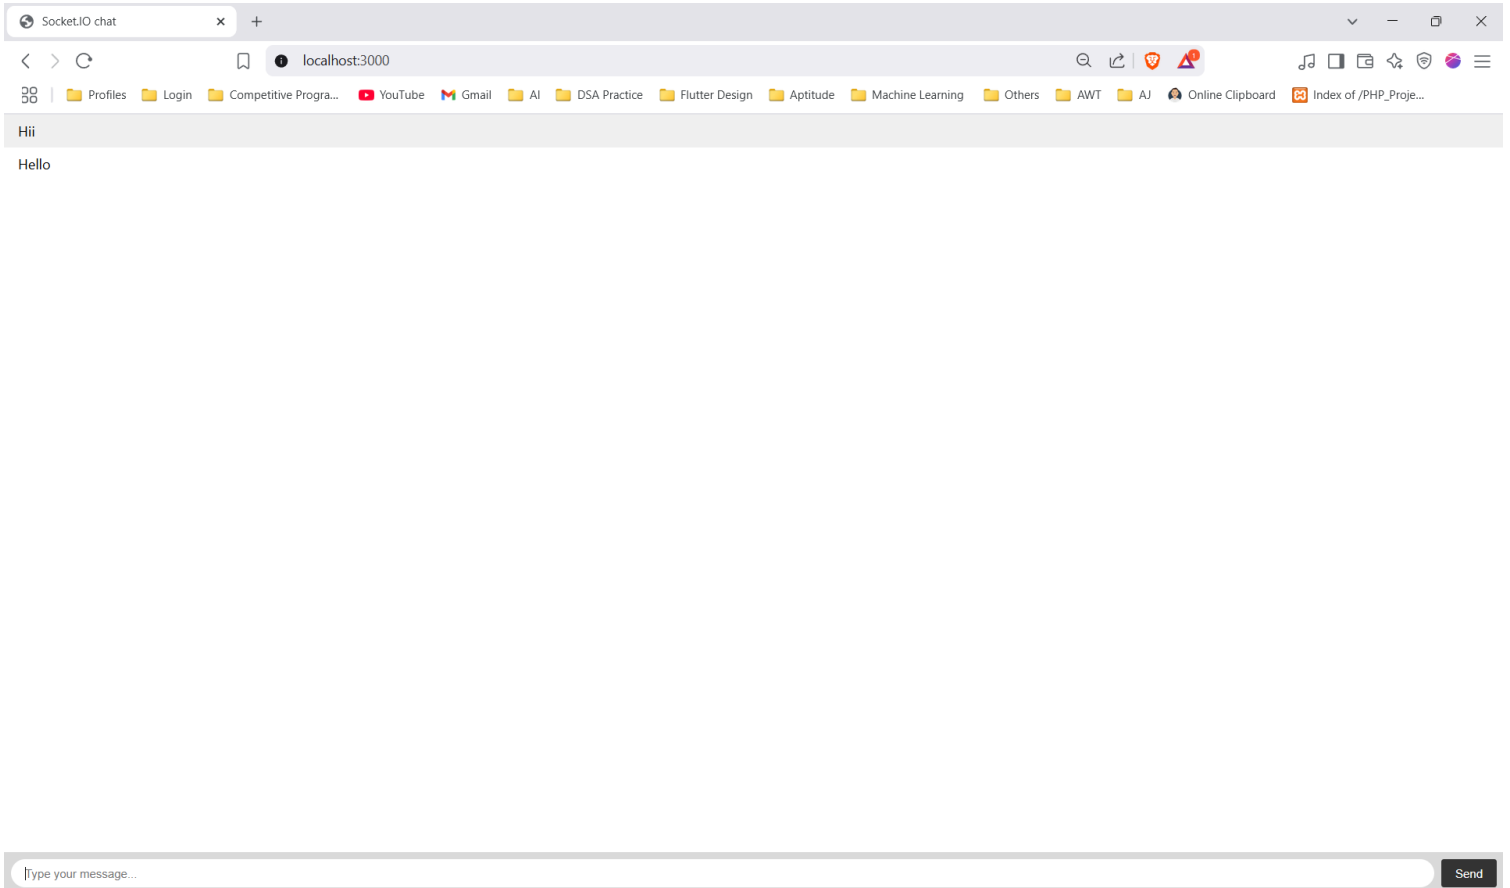 Socket.IO chat
localhost:3000
1
Profiles Login Competitive Progra... YouTube Gmail AI DSA Practice Flutter Design Aptitude Machine Learning Others AWT AJ Online Clipboard Index of /PHP_Proje...
Hii
Hello
Type your message... Send